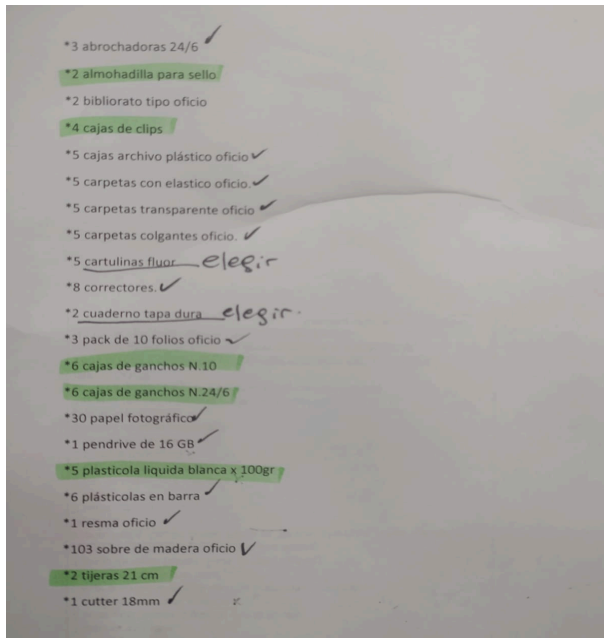 *3 abrochadoras 24/6
*2 almohadilla para sello
*2 bibliorato tipo oficio
*4 cajas de clips
*5 cajas archivo plástico oficio
*5 carpetas con elastico oficio.
*5 carpetas transparente oficio
*5 carpetas colgantes oficio.
*5 cartulinas fluor elegir
*8 correctores.
*2 cuaderno tapa dura elegir.
*3 pack de 10 folios oficio
*6 cajas de ganchos N.10
*6 cajas de ganchos N.24/6
*30 papel fotográfico
*1 pendrive de 16 GB
*5 plasticola liquida blanca x 100gr
*6 plásticolas en barra
*1 resma oficio
*103 sobre de madera oficio
*2 tijeras 21 cm
*1 cutter 18mm